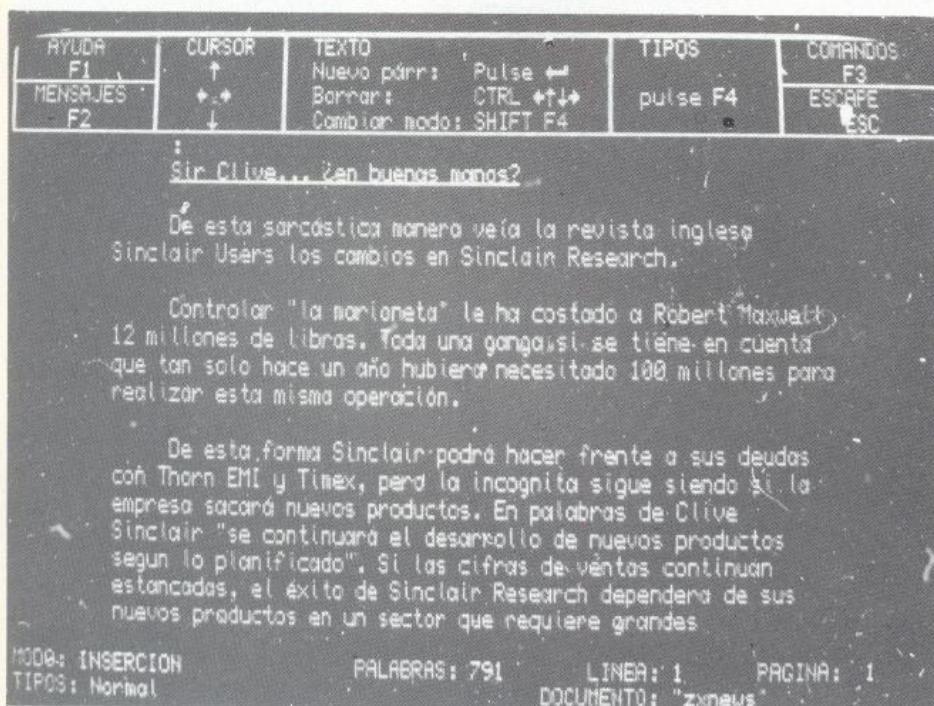 AYUDA CURSOR TEXTO TIPOS COMANDOS
F1 ↑ Nuevo párr: Pulse ↵ F3
MENSAJES ←.→ Borrar: CTRL ←↑↓→ pulse F4 ESCAPE
F2 ↓ Cambiar modo: SHIFT F4 ESC
Sir Clive... ¿en buenas manos?
De esta sarcástica manera veía la revista inglesa
Sinclair Users los cambios en Sinclair Research.
Controlar "la marioneta" le ha costado a Robert Maxwell
12 millones de libras. Toda una ganga,si se tiene en cuenta
que tan solo hace un año hubiera necesitado 100 millones para
realizar esta misma operación.
De esta forma Sinclair podrá hacer frente a sus deudas
con Thorn EMI y Timex, pero la incognita sigue siendo si la
empresa sacará nuevos productos. En palabras de Clive
Sinclair "se continuará el desarrollo de nuevos productos
segun lo planificado". Si las cifras de ventas continuan
estancadas, el éxito de Sinclair Research dependera de sus
nuevos productos en un sector que requiere grandes
MODO: INSERCION PALABRAS: 791 LINEA: 1 PAGINA: 1
TIPOS: Normal DOCUMENTO: "zxnews"